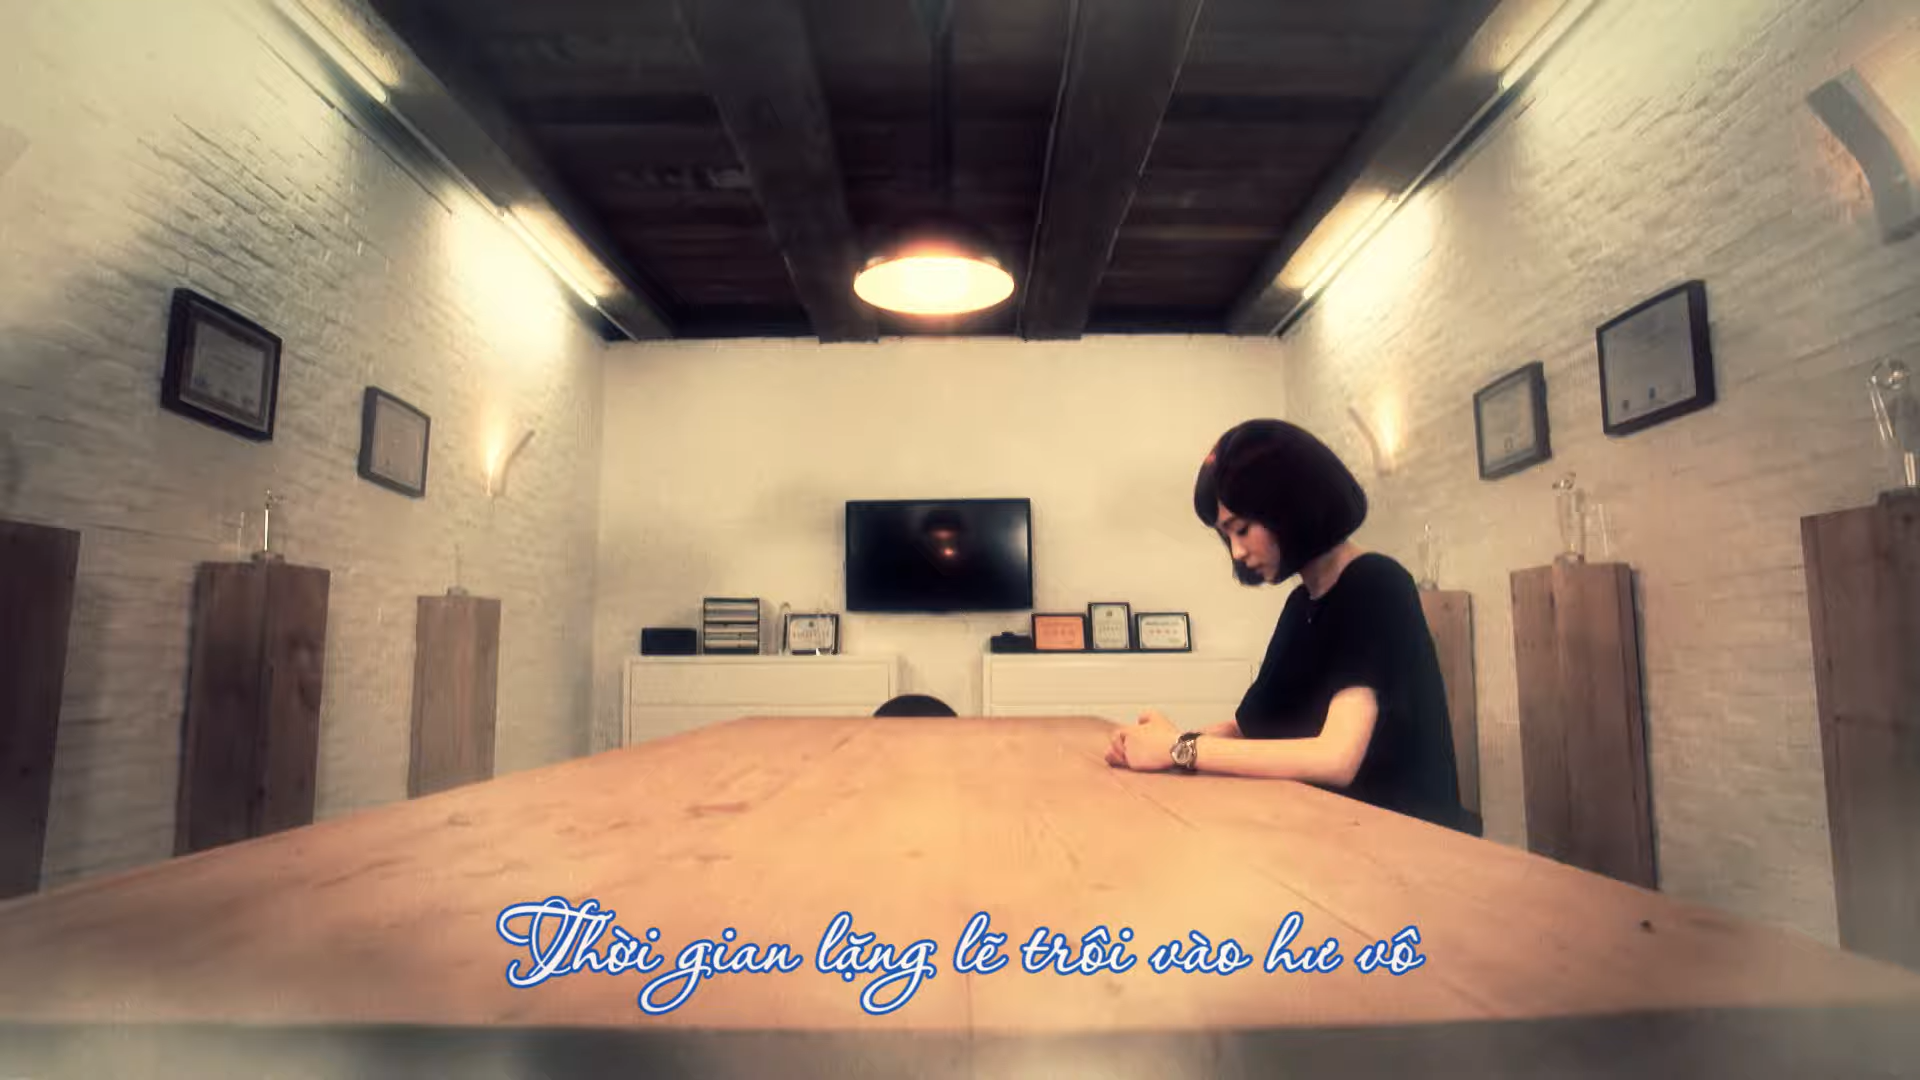 Thời gian lặng lẽ trôi vào hư vô